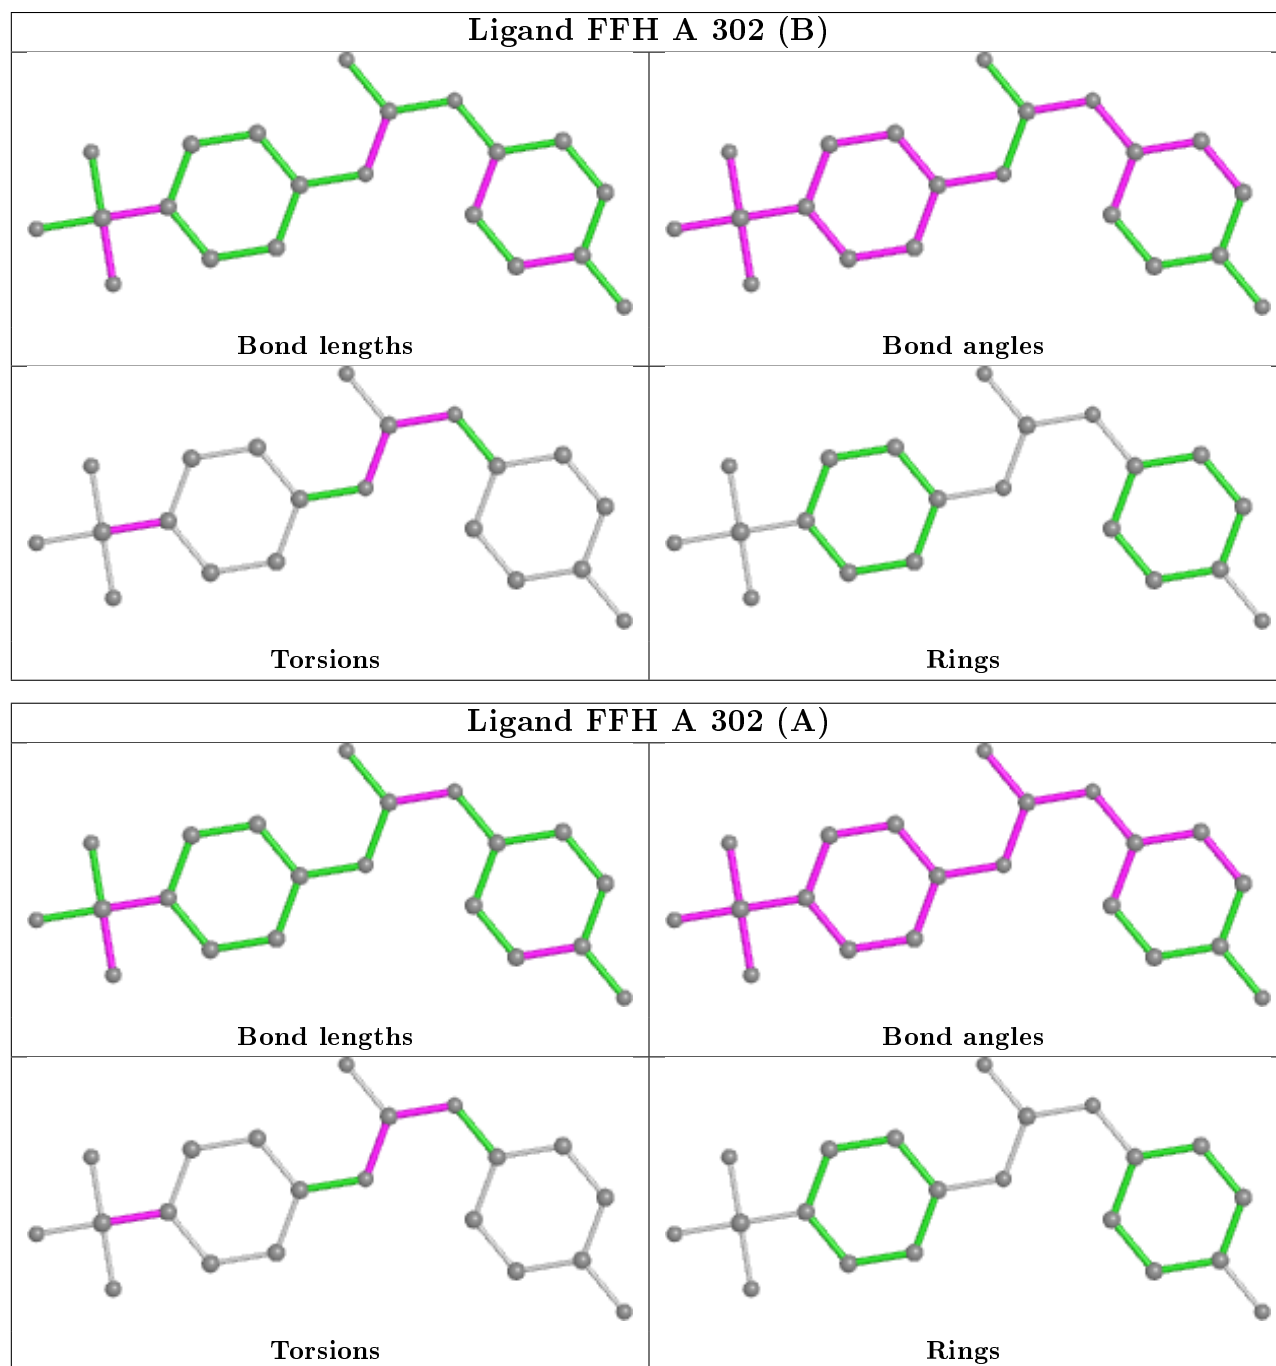 Ligand FFH A 302 (B)
Bond lengths
Bond angles
Torsions
Rings
Ligand FFH A 302 (A)
Bond lengths
Bond angles
Torsions
Rings